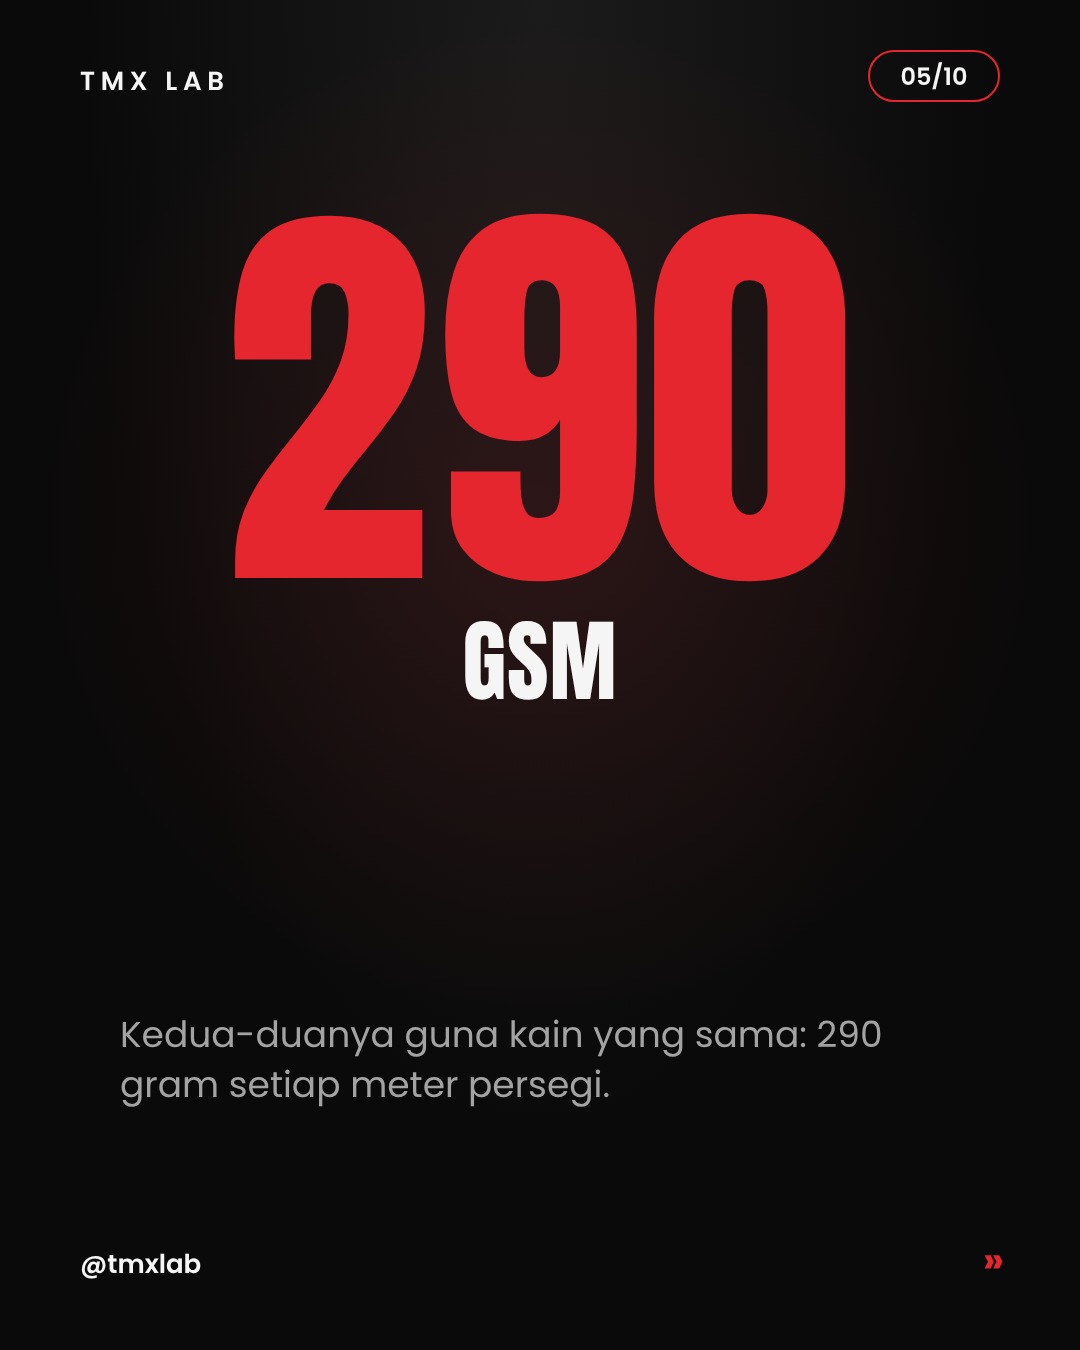 TMX LAB
05/10
290
GSM
Kedua-duanya guna kain yang sama: 290
gram setiap meter persegi.
@tmxlab
»